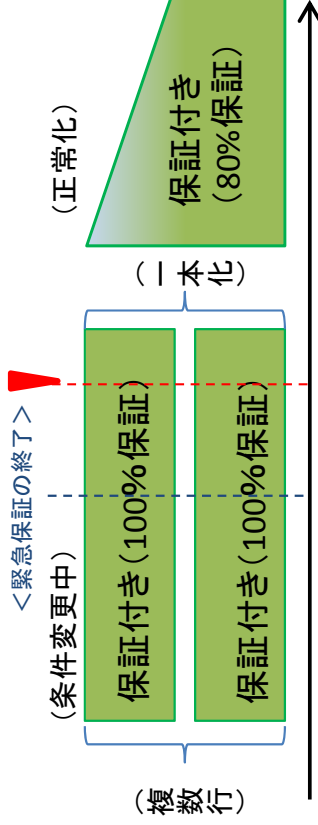 <緊急保証の終了>
(条件変更中)
(正常化)
(複数行)
保証付き(100%保証)
保証付き(100%保証)
(一本化)
保証付き
(80%保証)